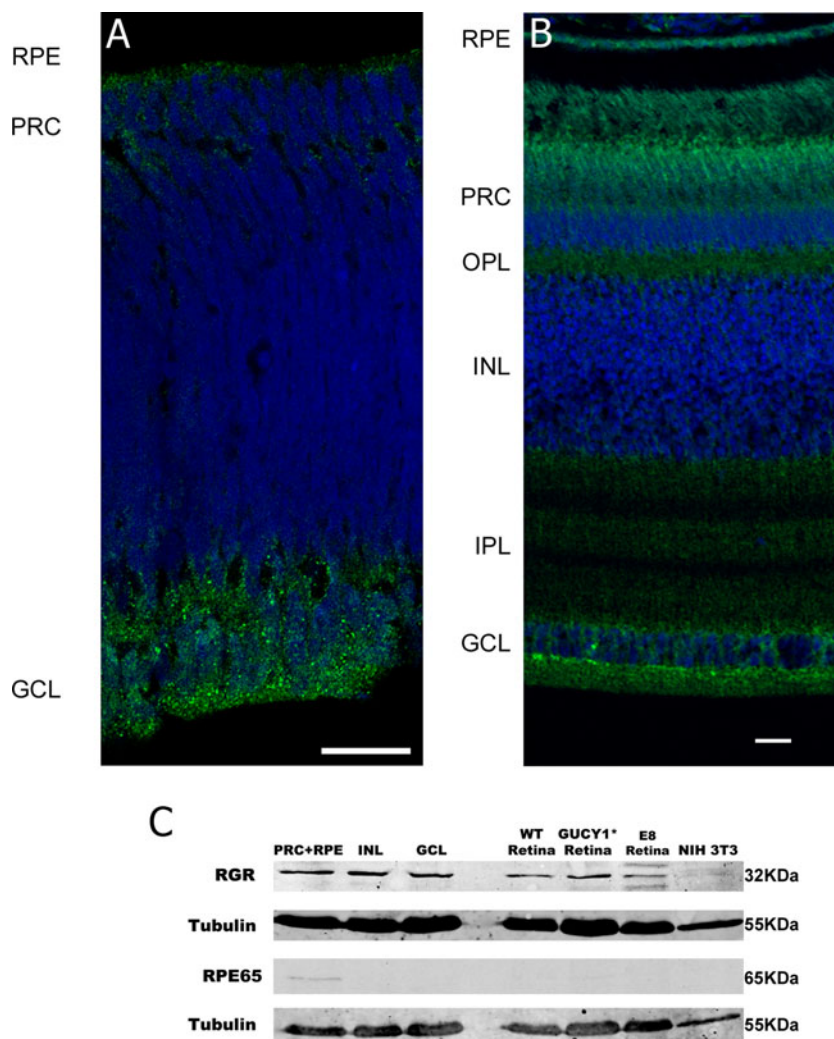 A
RPE
PRC
GCL
B
RPE
PRC
OPL
INL
IPL
GCL
C
PRC+RPE INL GCL WT Retina GUCY1* Retina E8 Retina NIH 3T3
RGR 32KDa
Tubulin 55KDa
RPE65 65KDa
Tubulin 55KDa